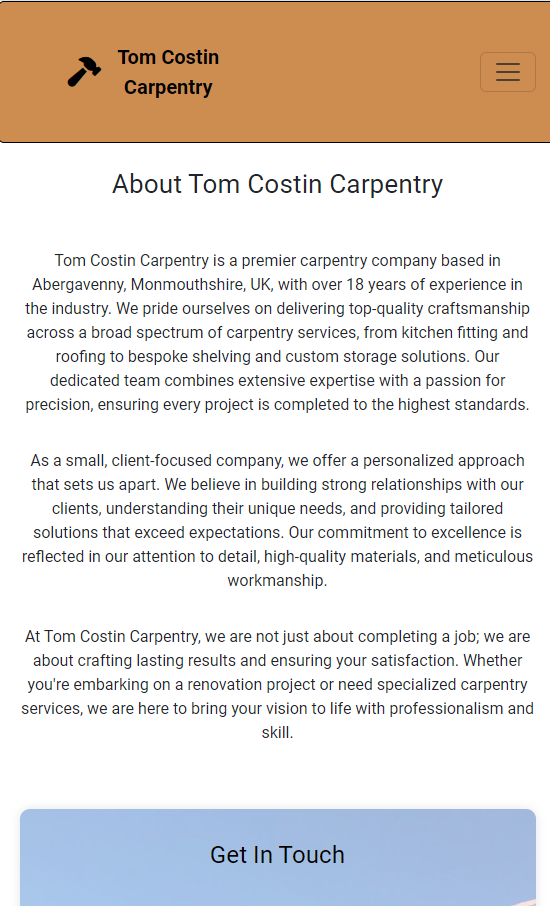 Tom Costin
Carpentry
About Tom Costin Carpentry
Tom Costin Carpentry is a premier carpentry company based in
Abergavenny, Monmouthshire, UK, with over 18 years of experience in
the industry. We pride ourselves on delivering top-quality craftsmanship
across a broad spectrum of carpentry services, from kitchen fitting and
roofing to bespoke shelving and custom storage solutions. Our
dedicated team combines extensive expertise with a passion for
precision, ensuring every project is completed to the highest standards.
As a small, client-focused company, we offer a personalized approach
that sets us apart. We believe in building strong relationships with our
clients, understanding their unique needs, and providing tailored
solutions that exceed expectations. Our commitment to excellence is
reflected in our attention to detail, high-quality materials, and meticulous
workmanship.
At Tom Costin Carpentry, we are not just about completing a job; we are
about crafting lasting results and ensuring your satisfaction. Whether
you're embarking on a renovation project or need specialized carpentry
services, we are here to bring your vision to life with professionalism and
skill.
Get In Touch